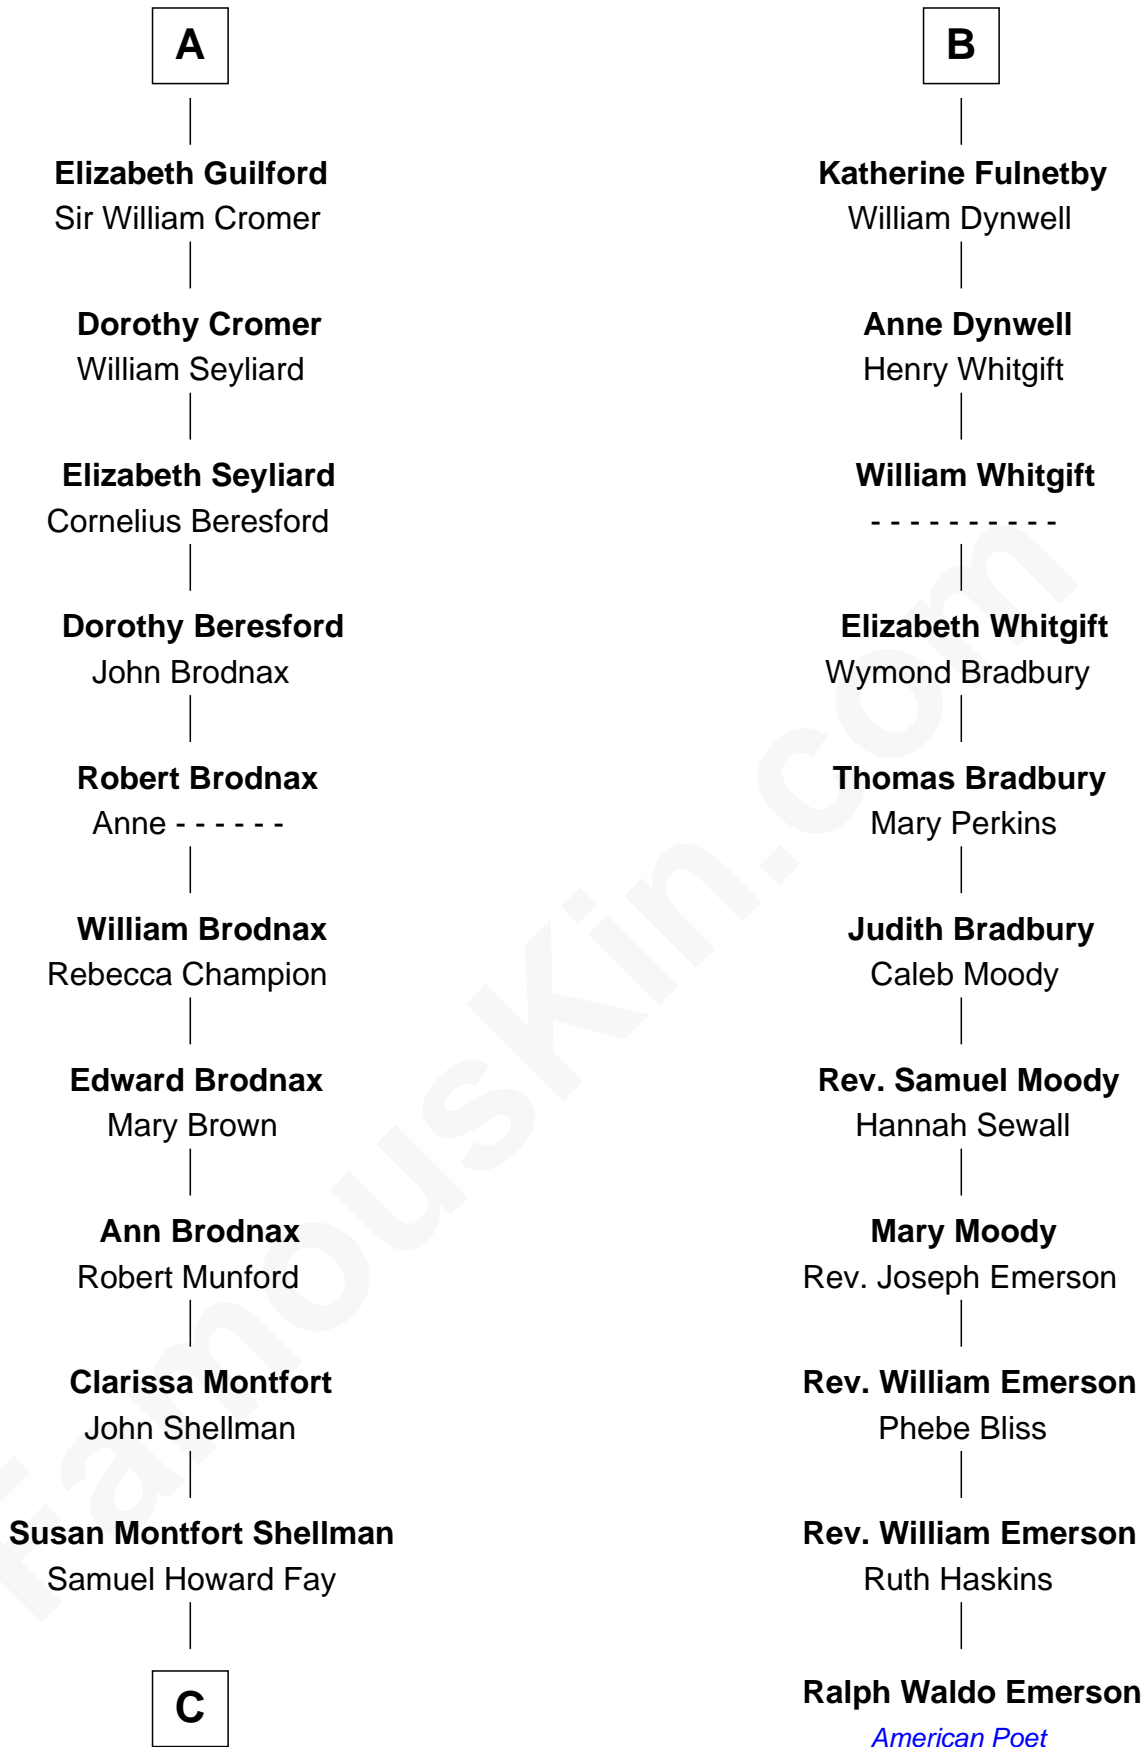 A
Elizabeth Guilford
Sir William Cromer
Dorothy Cromer
William Seyliard
Elizabeth Seyliard
Cornelius Beresford
Dorothy Beresford
John Brodnax
Robert Brodnax
Anne - - - - - -
William Brodnax
Rebecca Champion
Edward Brodnax
Mary Brown
Ann Brodnax
Robert Munford
Clarissa Montfort
John Shellman
Susan Montfort Shellman
Samuel Howard Fay
C
B
Katherine Fulnetby
William Dynwell
Anne Dynwell
Henry Whitgift
William Whitgift
- - - - - - - - - -
Elizabeth Whitgift
Wymond Bradbury
Thomas Bradbury
Mary Perkins
Judith Bradbury
Caleb Moody
Rev. Samuel Moody
Hannah Sewall
Mary Moody
Rev. Joseph Emerson
Rev. William Emerson
Phebe Bliss
Rev. William Emerson
Ruth Haskins
Ralph Waldo Emerson
American Poet
FamousKin.com